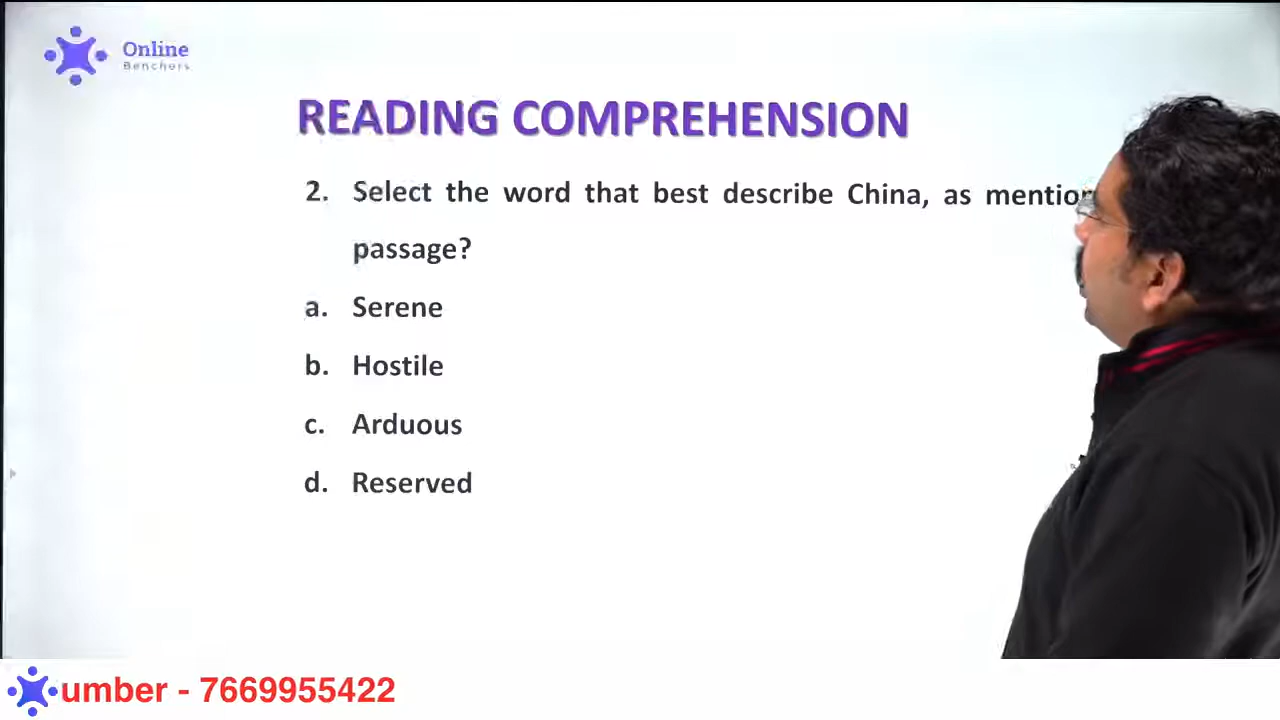 Online
Benchers
READING COMPREHENSION
2. Select the word that best describe China, as
passage?
a. Serene
b. Hostile
c. Arduous
d. Reserved
umber - 7669955422